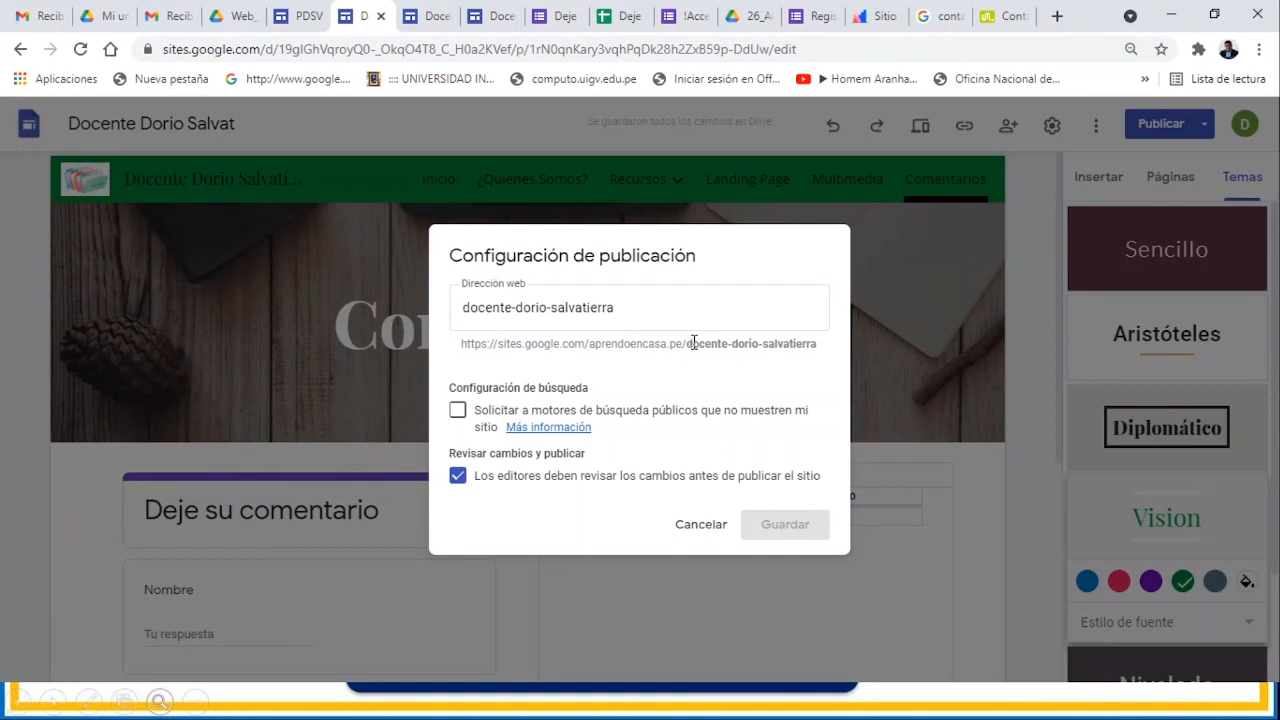 Recib
Mi un
Recib
Web_
PDSV
D
Doce
Doce
Deje
Deje
!Acce
26_A
Regis
Sitio
conta
Cont
sites.google.com/d/19gIGhVqroyQ0-_OkqO4T8_C_H0a2KVef/p/1rN0qnKary3vqhPqDk28h2ZxB59p-DdUw/edit
Aplicaciones
Nueva pestaña
http://www.google....
:::: UNIVERSIDAD IN...
computo.uigv.edu.pe
Iniciar sesión en Off...
▶ Homem Aranha...
Oficina Nacional de...
»
Lista de lectura
Docente Dorio Salvat
Se guardaron todos los cambios en Drive.
Publicar
D
Docente Dorio Salvati...
Inicio
¿Quienes Somos?
Recursos
Landing Page
Multimedia
Comentarios
Insertar
Páginas
Temas
Sencillo
Configuración de publicación
Dirección web
docente-dorio-salvatierra
https://sites.google.com/aprendoencasa.pe/docente-dorio-salvatierra
Aristóteles
Configuración de búsqueda
Solicitar a motores de búsqueda públicos que no muestren mi
sitio Más información
Diplomático
Revisar cambios y publicar
Los editores deben revisar los cambios antes de publicar el sitio
Cancelar
Guardar
Deje su comentario
Vision
Nombre
Tu respuesta
Estilo de fuente
Nivelado